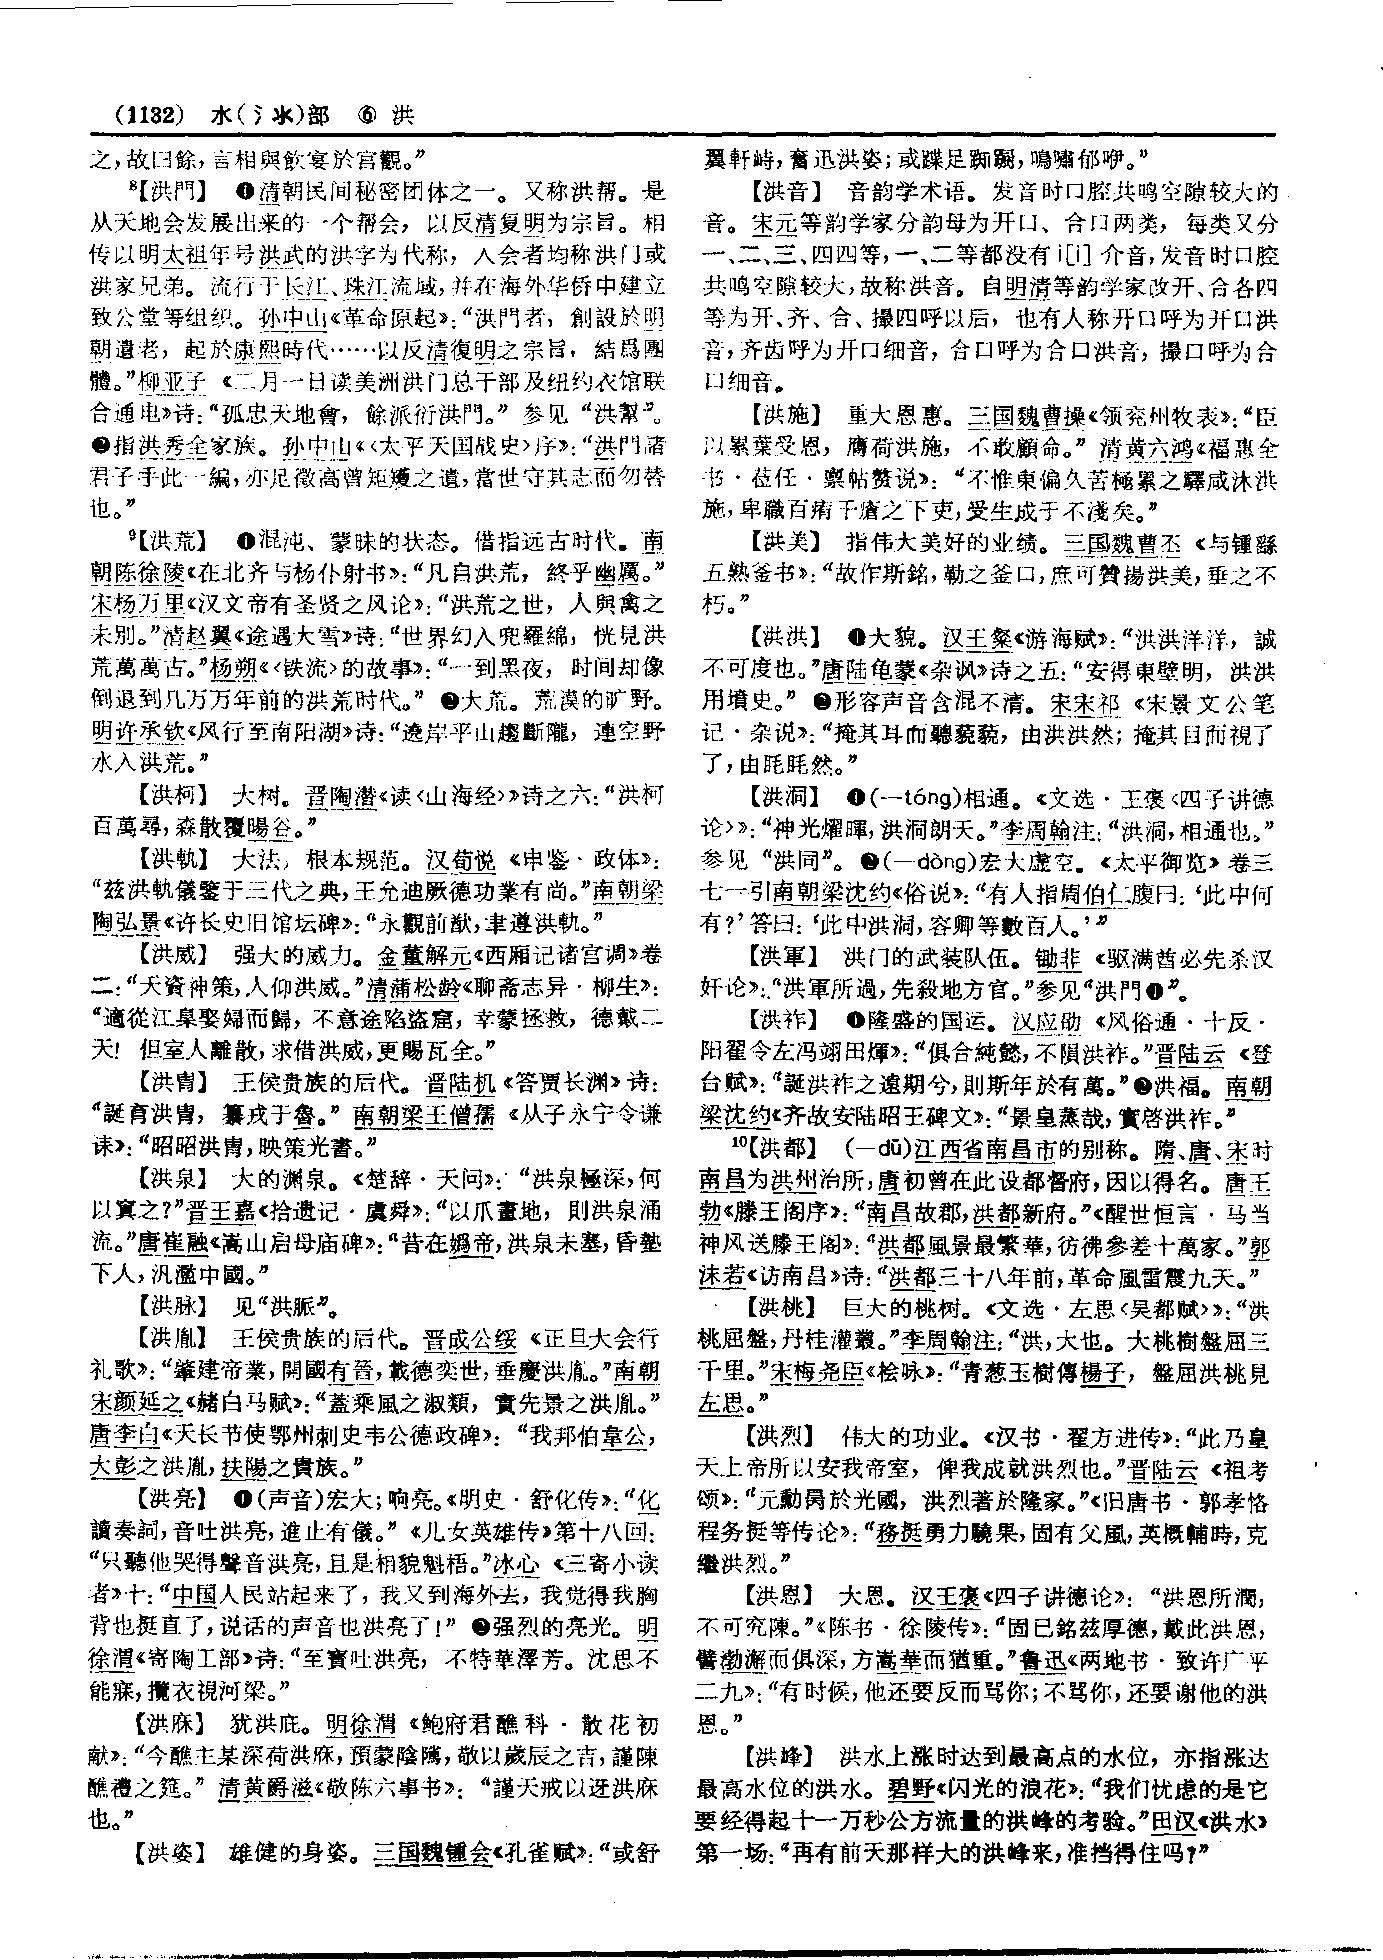 (1132) 水(氵氺)部 ⑥ 洪
之,故曰餘,言相與飲宴於宫觀。”
⁸【洪門】 ❶清朝民间秘密团体之一。又称洪帮。是
从天地会发展出来的一个帮会，以反清复明为宗旨。相
传以明太祖年号洪武的洪字为代称，入会者均称洪门或
洪家兄弟。流行于长江、珠江流域,并在海外华侨中建立
致公堂等组织。孙中山《革命原起》:“洪門者，創設於明
朝遺老，起於康熙時代……以反清復明之宗旨，結爲團
體。”柳亚子《二月一日读美洲洪门总干部及纽约衣馆联
合通电》诗:“孤忠天地會，餘派衍洪門。”参见“洪幫”。
❷指洪秀全家族。孙中山《〈太平天国战史〉序》:“洪門諸
君子手此一編,亦足徵高曾矩矱之遺,當世守其志而勿替
也。”
⁹【洪荒】 ❶混沌、蒙昧的状态。借指远古时代。南
朝陈徐陵《在北齐与杨仆射书》:“凡自洪荒，終乎幽厲。”
宋杨万里《汉文帝有圣贤之风论》:“洪荒之世，人與禽之
未别。”清赵翼《途遇大雪》诗:“世界幻入兜羅綿，恍見洪
荒萬萬古。”杨朔《〈铁流〉的故事》:“一到黑夜，时间却像
倒退到几万万年前的洪荒时代。” ❷大荒。荒漠的旷野。
明许承钦《风行至南阳湖》诗:“遶岸平山趨斷隴，連空野
水入洪荒。”
【洪柯】 大树。晋陶潜《读〈山海经〉》诗之六:“洪柯
百萬尋,森散覆暘谷。”
【洪軌】 大法，根本规范。汉荀悦《申鉴·政体》:
“兹洪軌儀鑒于三代之典,王允迪厥德功業有尚。”南朝梁
陶弘景《许长史旧馆坛碑》:“永觀前猷,聿遵洪軌。”
【洪威】 强大的威力。金董解元《西厢记诸宫调》卷
二:“天資神策,人仰洪威。”清蒲松龄《聊斋志异·柳生》:
“適從江臯娶婦而歸，不意途陷盜窟，幸蒙拯救，德戴二
天！但室人離散,求借洪威,更賜瓦全。”
【洪胄】 王侯贵族的后代。晋陆机《答贾长渊》诗:
“誕育洪胄，纂戎于魯。”南朝梁王僧孺《从子永宁令谦
诔》:“昭昭洪胄,映策光書。”
【洪泉】 大的渊泉。《楚辞·天问》:“洪泉極深,何
以窴之?”晋王嘉《拾遗记·虞舜》:“以爪畫地，則洪泉涌
流。”唐崔融《嵩山启母庙碑》:“昔在嬀帝,洪泉未塞,昏墊
下人,汎濫中國。”
【洪脉】 见“洪脈”。
【洪胤】 王侯贵族的后代。晋成公绥《正旦大会行
礼歌》:“肇建帝業,開國有晉,載德奕世,垂慶洪胤。”南朝
宋颜延之《赭白马赋》:“蓋乘風之淑類，實先景之洪胤。”
唐李白《天长节使鄂州刺史韦公德政碑》:“我邦伯韋公,
大彭之洪胤,扶陽之貴族。”
【洪亮】 ❶(声音)宏大;响亮。《明史·舒化传》:“化
讀奏詞,音吐洪亮,進止有儀。”《儿女英雄传》第十八回:
“只聽他哭得聲音洪亮,且是相貌魁梧。”冰心《三寄小读
者》十:“中国人民站起来了，我又到海外去，我觉得我胸
背也挺直了,说话的声音也洪亮了!” ❷强烈的亮光。明
徐渭《寄陶工部》诗:“至寳吐洪亮，不特華澤芳。沈思不
能寐,攬衣視河梁。”
【洪庥】 犹洪庇。明徐渭《鲍府君醮科·散花初
献》:“今醮主某深荷洪庥,預蒙陰隲,敬以歲辰之吉,謹陳
醮禮之筵。”清黄爵滋《敬陈六事书》:“謹天戒以迓洪庥
也。”
【洪姿】 雄健的身姿。三国魏锺会《孔雀赋》:“或舒
翼軒峙,奮迅洪姿;或蹀足踟躕,鳴嘯郁咿。”
【洪音】 音韵学术语。发音时口腔共鸣空隙较大的
音。宋元等韵学家分韵母为开口、合口两类，每类又分
一、二、三、四四等,一、二等都没有i[i]介音,发音时口腔
共鸣空隙较大,故称洪音。自明清等韵学家改开、合各四
等为开、齐、合、撮四呼以后，也有人称开口呼为开口洪
音,齐齿呼为开口细音，合口呼为合口洪音，撮口呼为合
口细音。
【洪施】 重大恩惠。三国魏曹操《领兖州牧表》:“臣
以累葉受恩，膺荷洪施，不敢顧命。”清黄六鸿《福惠全
书·莅任·禀帖赞说》:“不惟東偏久苦極累之驛咸沐洪
施,卑職百瘠千瘡之下吏,受生成于不淺矣。”
【洪美】 指伟大美好的业绩。三国魏曹丕《与锺繇
五熟釜书》:“故作斯銘,勒之釜口,庶可贊揚洪美,垂之不
朽。”
【洪洪】 ❶大貌。汉王粲《游海赋》:“洪洪洋洋，誠
不可度也。”唐陆龟蒙《杂讽》诗之五:“安得東壁明，洪洪
用墳史。” ❷形容声音含混不清。宋宋祁《宋景文公笔
记·杂说》:“掩其耳而聽藐藐，由洪洪然；掩其目而視了
了,由眊眊然。”
【洪洞】 ❶(—tóng)相通。《文选·王褒〈四子讲德
论〉》:“神光燿暉,洪洞朗天。”李周翰注:“洪洞,相通也。”
参见“洪同”。 ❷(—dòng)宏大虚空。《太平御览》卷三
七一引南朝梁沈约《俗说》:“有人指周伯仁腹曰:‘此中何
有?’答曰:‘此中洪洞,容卿等數百人。’”
【洪軍】 洪门的武装队伍。锄非《驱满酋必先杀汉
奸论》:“洪軍所過,先殺地方官。”参见“洪門❶”。
【洪祚】 ❶隆盛的国运。汉应劭《风俗通·十反·
阳翟令左冯翊田煇》:“俱合純懿,不隕洪祚。”晋陆云《登
台赋》:“誕洪祚之遠期兮,則斯年於有萬。”❷洪福。南朝
梁沈约《齐故安陆昭王碑文》:“景皇蒸哉,實啓洪祚。”
¹⁰【洪都】 (—dū)江西省南昌市的别称。隋、唐、宋时
南昌为洪州治所,唐初曾在此设都督府,因以得名。唐王
勃《滕王阁序》:“南昌故郡,洪都新府。”《醒世恒言·马当
神风送滕王阁》:“洪都風景最繁華,彷彿參差十萬家。”郭
沫若《访南昌》诗:“洪都三十八年前,革命風雷震九天。”
【洪桃】 巨大的桃树。《文选·左思〈吴都赋〉》:“洪
桃屈盤,丹桂灌叢。”李周翰注:“洪,大也。大桃樹盤屈三
千里。”宋梅尧臣《桧咏》:“青葱玉樹傳楊子，盤屈洪桃見
左思。”
【洪烈】 伟大的功业。《汉书·翟方进传》:“此乃皇
天上帝所以安我帝室，俾我成就洪烈也。”晋陆云《祖考
颂》:“元勳昺於光國，洪烈著於隆家。”《旧唐书·郭孝恪
程务挺等传论》:“務挺勇力驍果,固有父風,英概輔時,克
繼洪烈。”
【洪恩】 大恩。汉王褒《四子讲德论》:“洪恩所潤,
不可究陳。”《陈书·徐陵传》:“固已銘兹厚德,戴此洪恩,
譬渤澥而俱深,方嵩華而猶重。”鲁迅《两地书·致许广平
二九》:“有时候,他还要反而骂你;不骂你,还要谢他的洪
恩。”
【洪峰】 洪水上涨时达到最高点的水位，亦指涨达
最高水位的洪水。碧野《闪光的浪花》:“我们忧虑的是它
要经得起十一万秒公方流量的洪峰的考验。”田汉《洪水》
第一场:“再有前天那样大的洪峰来,准挡得住吗?”